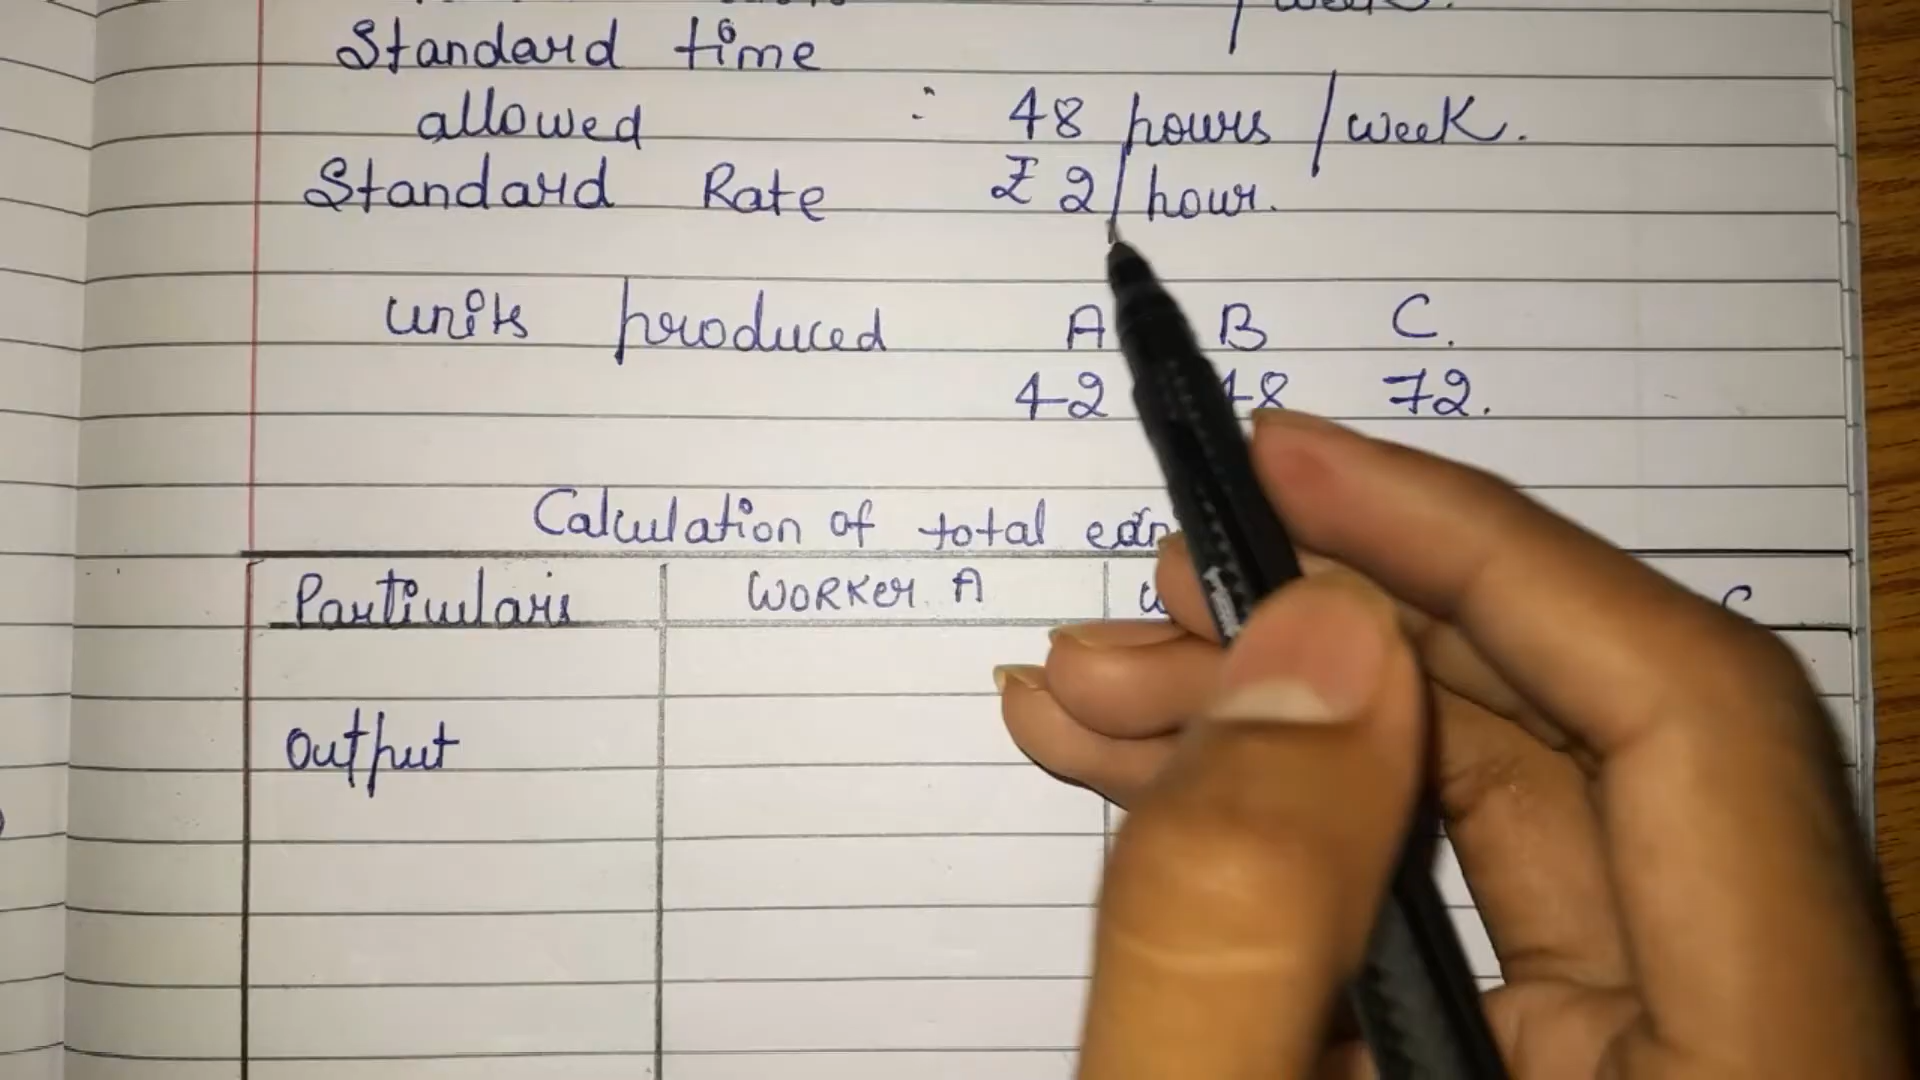 Standard time
allowed : 48 hours / week.
Standard Rate ₹ 2/hour.
units produced A B C.
42 48 72.
Calculation of total
Particulars WORKER A
Output